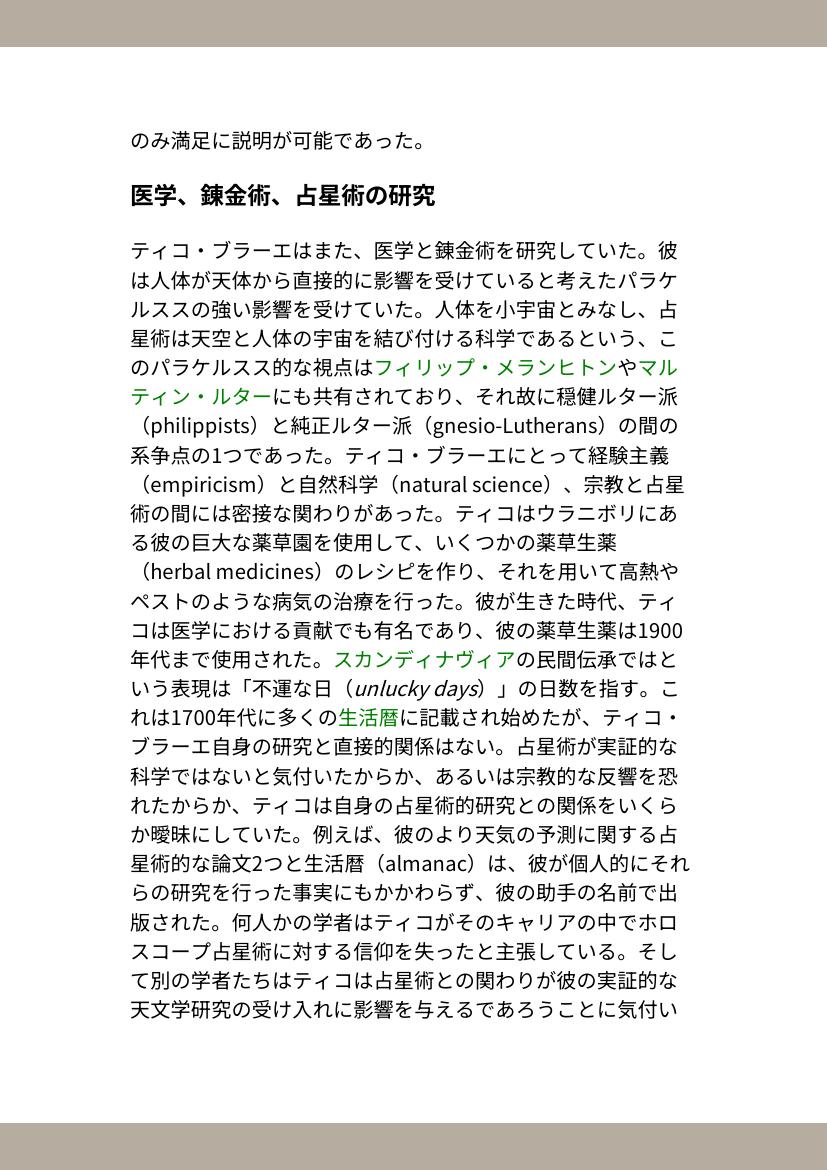 のみ満足に説明が可能であった。
医学、錬金術、占星術の研究
ティコ・ブラーエはまた、医学と錬金術を研究していた。彼
は人体が天体から直接的に影響を受けていると考えたパラケ
ルススの強い影響を受けていた。人体を小宇宙とみなし、占
星術は天空と人体の宇宙を結び付ける科学であるという、こ
のパラケルスス的な視点はフィリップ・メランヒトンやマル
ティン・ルターにも共有されており、それ故に穏健ルター派
（philippists）と純正ルター派（gnesio-Lutherans）の間の
系争点の1つであった。ティコ・ブラーエにとって経験主義
（empiricism）と自然科学（natural science）、宗教と占星
術の間には密接な関わりがあった。ティコはウラニボリにあ
る彼の巨大な薬草園を使用して、いくつかの薬草生薬
（herbal medicines）のレシピを作り、それを用いて高熱や
ペストのような病気の治療を行った。彼が生きた時代、ティ
コは医学における貢献でも有名であり、彼の薬草生薬は1900
年代まで使用された。スカンディナヴィアの民間伝承ではと
いう表現は「不運な日（unlucky days）」の日数を指す。こ
れは1700年代に多くの生活暦に記載され始めたが、ティコ・
ブラーエ自身の研究と直接的関係はない。占星術が実証的な
科学ではないと気付いたからか、あるいは宗教的な反響を恐
れたからか、ティコは自身の占星術的研究との関係をいくら
か曖昧にしていた。例えば、彼のより天気の予測に関する占
星術的な論文2つと生活暦（almanac）は、彼が個人的にそれ
らの研究を行った事実にもかかわらず、彼の助手の名前で出
版された。何人かの学者はティコがそのキャリアの中でホロ
スコープ占星術に対する信仰を失ったと主張している。そし
て別の学者たちはティコは占星術との関わりが彼の実証的な
天文学研究の受け入れに影響を与えるであろうことに気付い